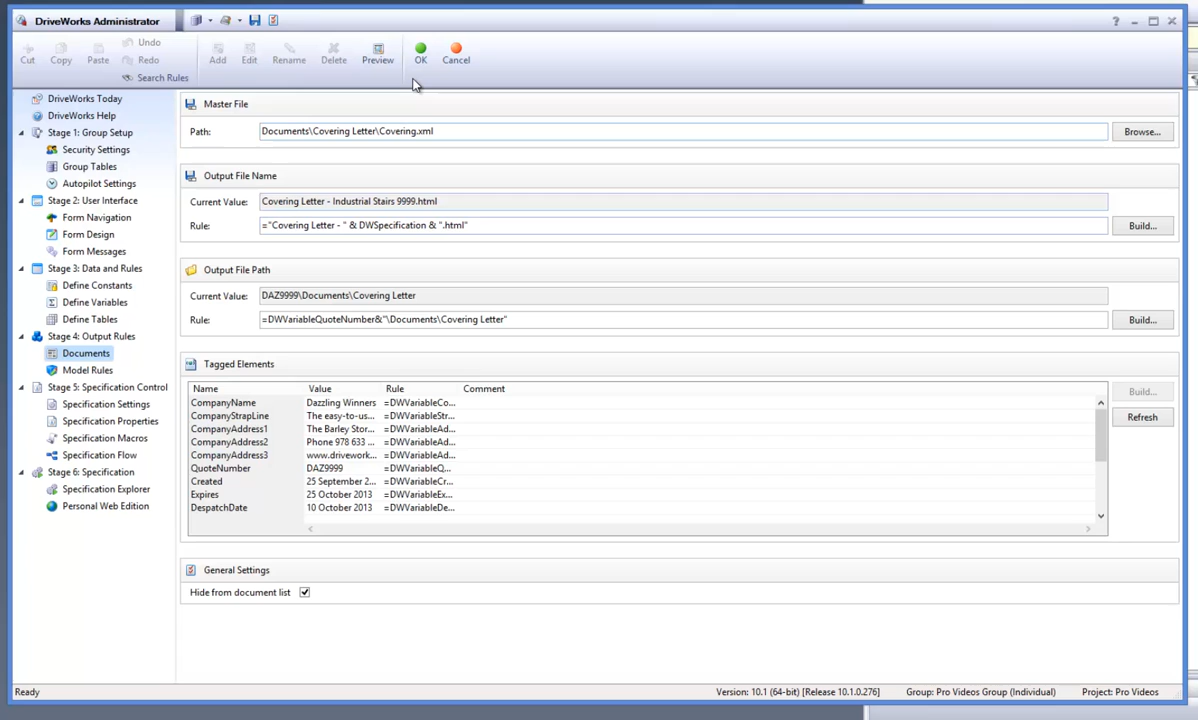 DriveWorks Administrator
Cut Copy Paste Undo Redo Search Rules Add Edit Rename Delete Preview OK Cancel
DriveWorks Today
DriveWorks Help
Stage 1: Group Setup
Security Settings
Group Tables
Autopilot Settings
Stage 2: User Interface
Form Navigation
Form Design
Form Messages
Stage 3: Data and Rules
Define Constants
Define Variables
Define Tables
Stage 4: Output Rules
Documents
Model Rules
Stage 5: Specification Control
Specification Settings
Specification Properties
Specification Macros
Specification Flow
Stage 6: Specification
Specification Explorer
Personal Web Edition
Master File
Path: Documents\Covering Letter\Covering.xml Browse...
Output File Name
Current Value: Covering Letter - Industrial Stairs 9999.html
Rule: ="Covering Letter - " & DWSpecification & ".html" Build...
Output File Path
Current Value: DAZ9999\Documents\Covering Letter
Rule: =DWVariableQuoteNumber&"\Documents\Covering Letter" Build...
Tagged Elements
Name Value Rule Comment Build...
CompanyName Dazzling Winners =DWVariableCo...
CompanyStrapLine The easy-to-us... =DWVariableStr... Refresh
CompanyAddress1 The Barley Stor... =DWVariableAd...
CompanyAddress2 Phone 978 633 ... =DWVariableAd...
CompanyAddress3 www.drivework... =DWVariableAd...
QuoteNumber DAZ9999 =DWVariableQ...
Created 25 September 2... =DWVariableCr...
Expires 25 October 2013 =DWVariableEx...
DespatchDate 10 October 2013 =DWVariableDe...
General Settings
Hide from document list
Ready Version: 10.1 (64-bit) [Release 10.1.0.276] Group: Pro Videos Group (Individual) Project: Pro Videos